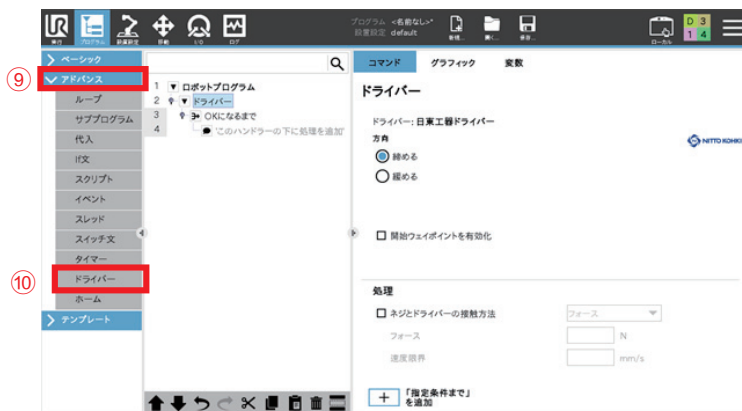 UR
実行 プログラム 設置設定 移動 I/O ログ
プログラム <名前なし>*
設置設定 default
新規... 開く... 保存...
ローカル
D 3
1 4
⑨
ベーシック
アドバンス
ループ
サブプログラム
代入
If文
スクリプト
イベント
スレッド
スイッチ文
タイマー
⑩
ドライバー
ホーム
テンプレート
1 ▼ ロボットプログラム
2 ▼ ドライバー
3 OKになるまで
4 'このハンドラーの下に処理を追加'
コマンド グラフィック 変数
ドライバー
ドライバー: 日東工器ドライバー
方向
NITTO KOHKI
締める
緩める
開始ウェイポイントを有効化
処理
ネジとドライバーの接触方法 フォース
フォース N
速度限界 mm/s
+ 「指定条件まで」
を追加